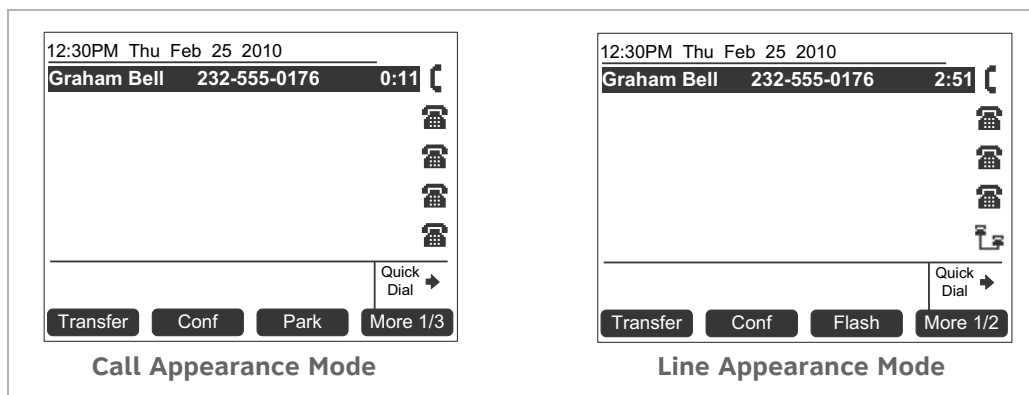 12:30PM Thu Feb 25 2010
Graham Bell 232-555-0176 0:11
Quick
Dial
Transfer Conf Park More 1/3
Call Appearance Mode
12:30PM Thu Feb 25 2010
Graham Bell 232-555-0176 2:51
Quick
Dial
Transfer Conf Flash More 1/2
Line Appearance Mode